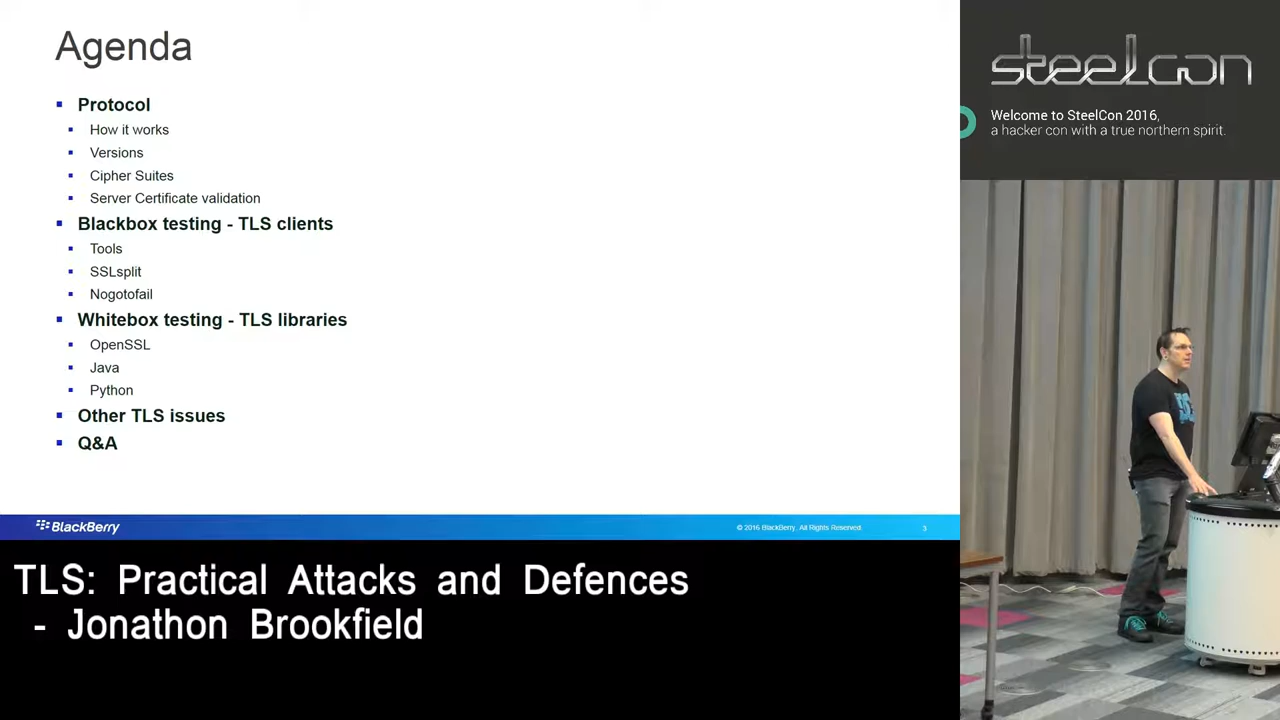 Agenda
Protocol
How it works
Versions
Cipher Suites
Server Certificate validation
Blackbox testing - TLS clients
Tools
SSLsplit
Nogotofail
Whitebox testing - TLS libraries
OpenSSL
Java
Python
Other TLS issues
Q&A
BlackBerry
© 2016 BlackBerry. All Rights Reserved.
3
steelcon
Welcome to SteelCon 2016,
a hacker con with a true northern spirit.
TLS: Practical Attacks and Defences
- Jonathon Brookfield